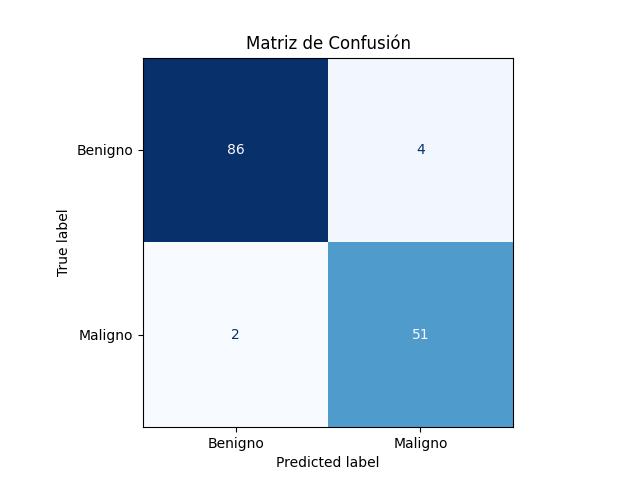 Matriz de Confusión
True label
Benigno
86
4
Maligno
2
51
Benigno
Maligno
Predicted label